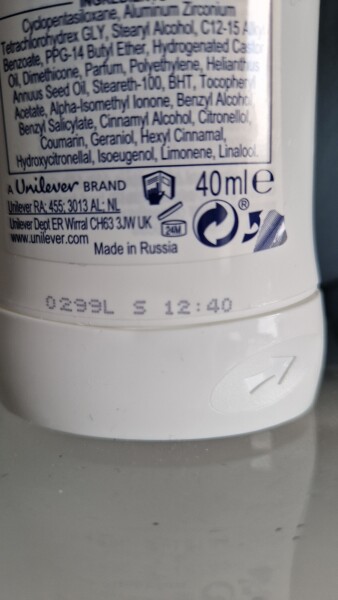 Cyclopentasiloxane, Aluminum Zirconium
Tetrachlorohydrex GLY, Stearyl Alcohol, C12-15
Benzoate, PPG-14 Butyl Ether, Hydrogenated Castor
Oil, Dimethicone, Parfum, Polyethylene, Helianthus
Annuus Seed Oil, Steareth-100, BHT, Tocopheryl
Acetate, Alpha-Isomethyl Ionone, Benzyl Alcohol,
Benzyl Salicylate, Cinnamyl Alcohol, Citronellol,
Coumarin, Geraniol, Hexyl Cinnamal,
Hydroxycitronellal, Isoeugenol, Limonene, Linalool.
A Unilever BRAND
40ml e
Unilever RA; 455; 3013 AL; NL
Unilever Dept ER Wirral CH63 3JW UK
24M
®
www.unilever.com
Made in Russia
0299L S 12:40